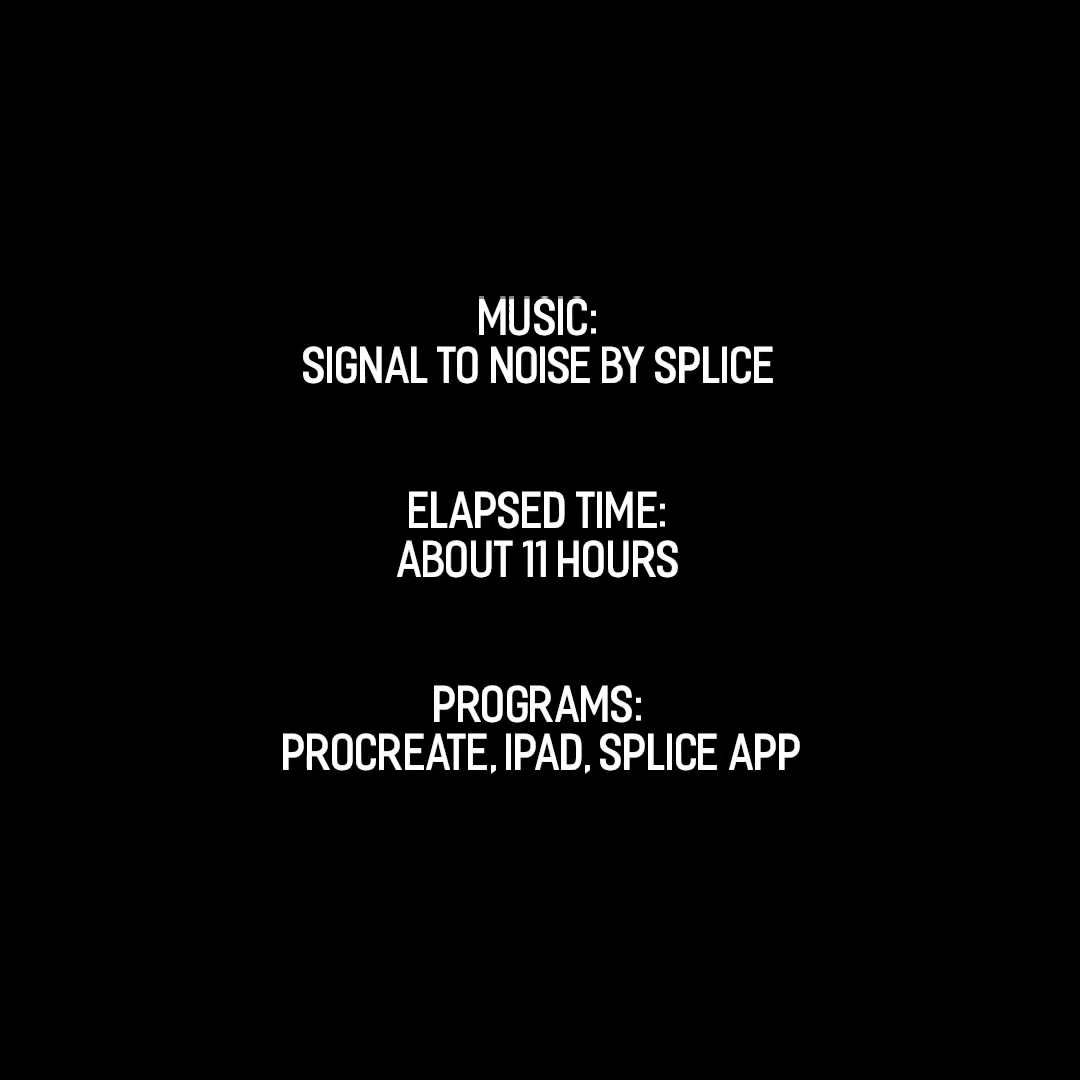 MUSIC:
SIGNAL TO NOISE BY SPLICE
ELAPSED TIME:
ABOUT 11 HOURS
PROGRAMS:
PROCREATE, IPAD, SPLICE APP